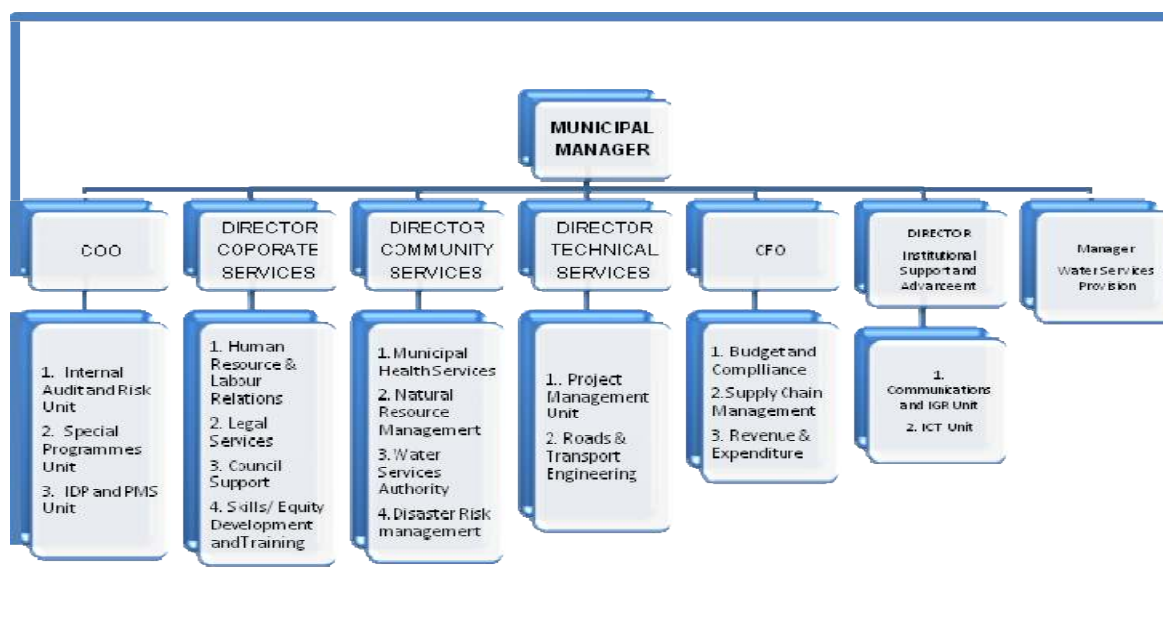 MUNICIPAL
MANAGER
COO
DIRECTOR
COPORATE
SERVICES
DIRECTOR
COMMUNITY
SERVICES
DIRECTOR
TECHNICAL
SERVICES
CFO
DIRECTOR
Institutional
Support and
Advanceent
Manager
Water Services
Provision
1. Internal
Audit and Risk
Unit
2. Special
Programmes
Unit
3. IDP and PMS
Unit
1. Human
Resource &
Labour
Relations
2. Legal
Services
3. Council
Support
4. Skills/ Equity
Development
and Training
1. Municipal
Health Services
2. Natural
Resource
Management
3. Water
Services
Authority
4. Disaster Risk
management
1.. Project
Management
Unit
2. Roads &
Transport
Engineering
1. Budget and
Complliance
2. Supply Chain
Management
3. Revenue &
Expenditure
1.
Communications
and IGR Unit
2. ICT Unit